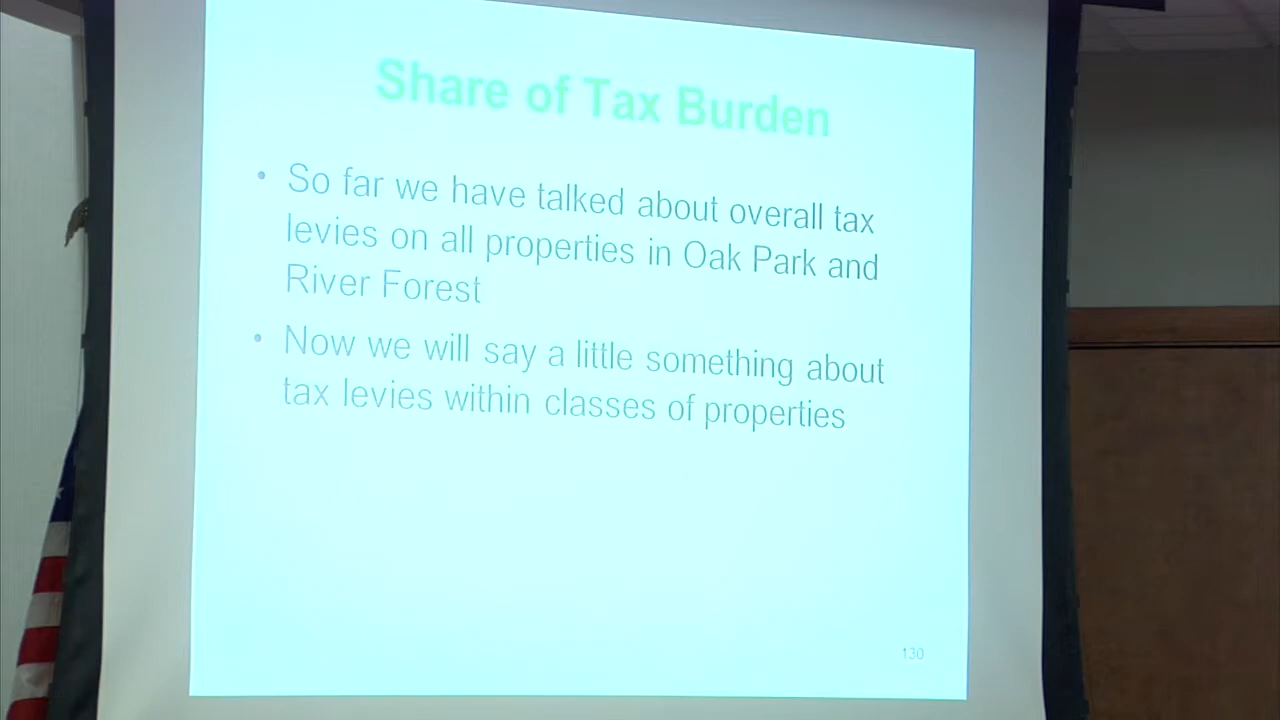 Share of Tax Burden
• So far we have talked about overall tax
levies on all properties in Oak Park and
River Forest
• Now we will say a little something about
tax levies within classes of properties
130